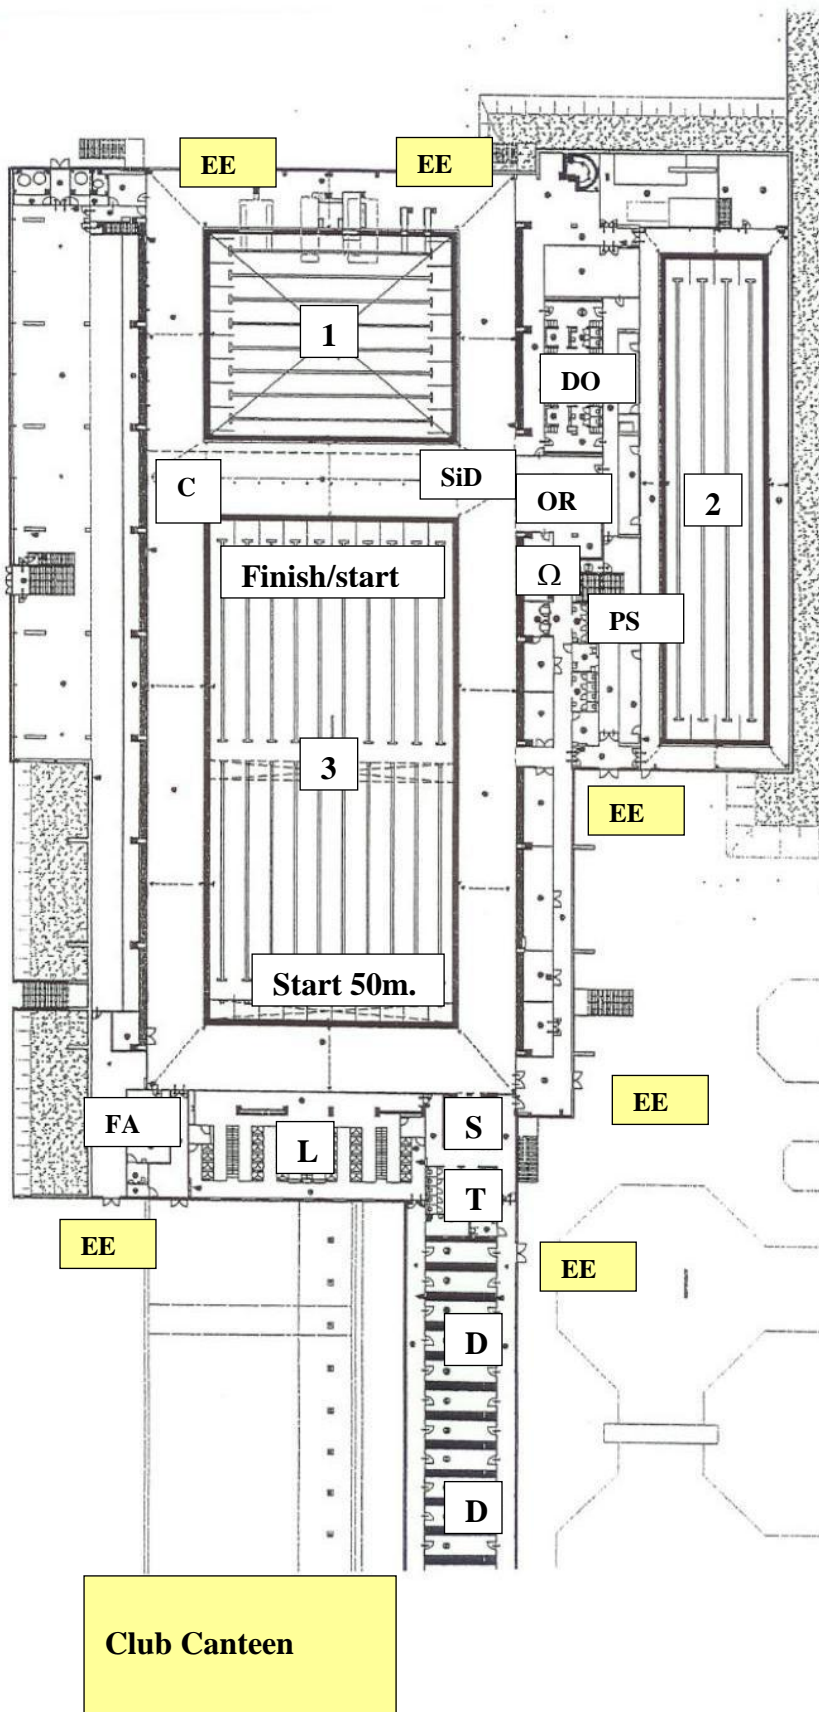 EE
EE
1
DO
SiD
C
OR
2
Finish/start
Ω
PS
3
EE
Start 50m.
EE
FA
S
L
T
EE
EE
D
D
Club Canteen